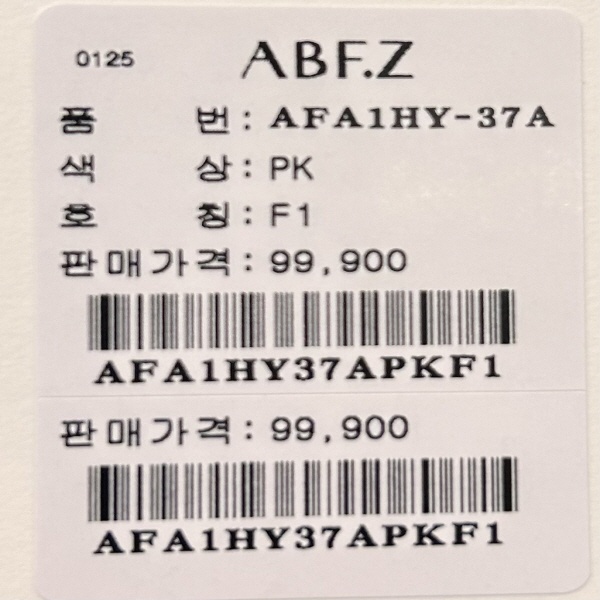 0125 ABF.Z
품 번 : AFA1HY-37A
색 상 : PK
호 칭 : F1
판매가격 : 99,900
AFA1HY37APKF1
판매가격 : 99,900
AFA1HY37APKF1